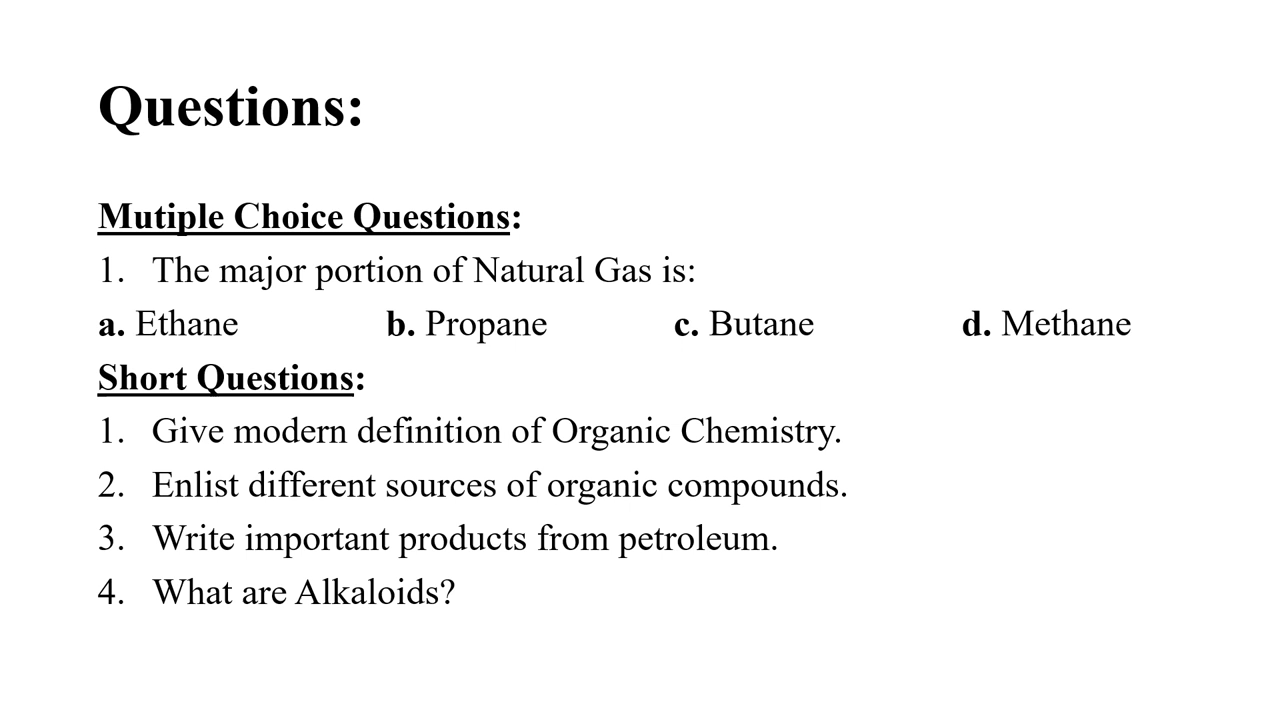 Questions:
Mutiple Choice Questions:
1. The major portion of Natural Gas is:
a. Ethane b. Propane c. Butane d. Methane
Short Questions:
1. Give modern definition of Organic Chemistry.
2. Enlist different sources of organic compounds.
3. Write important products from petroleum.
4. What are Alkaloids?